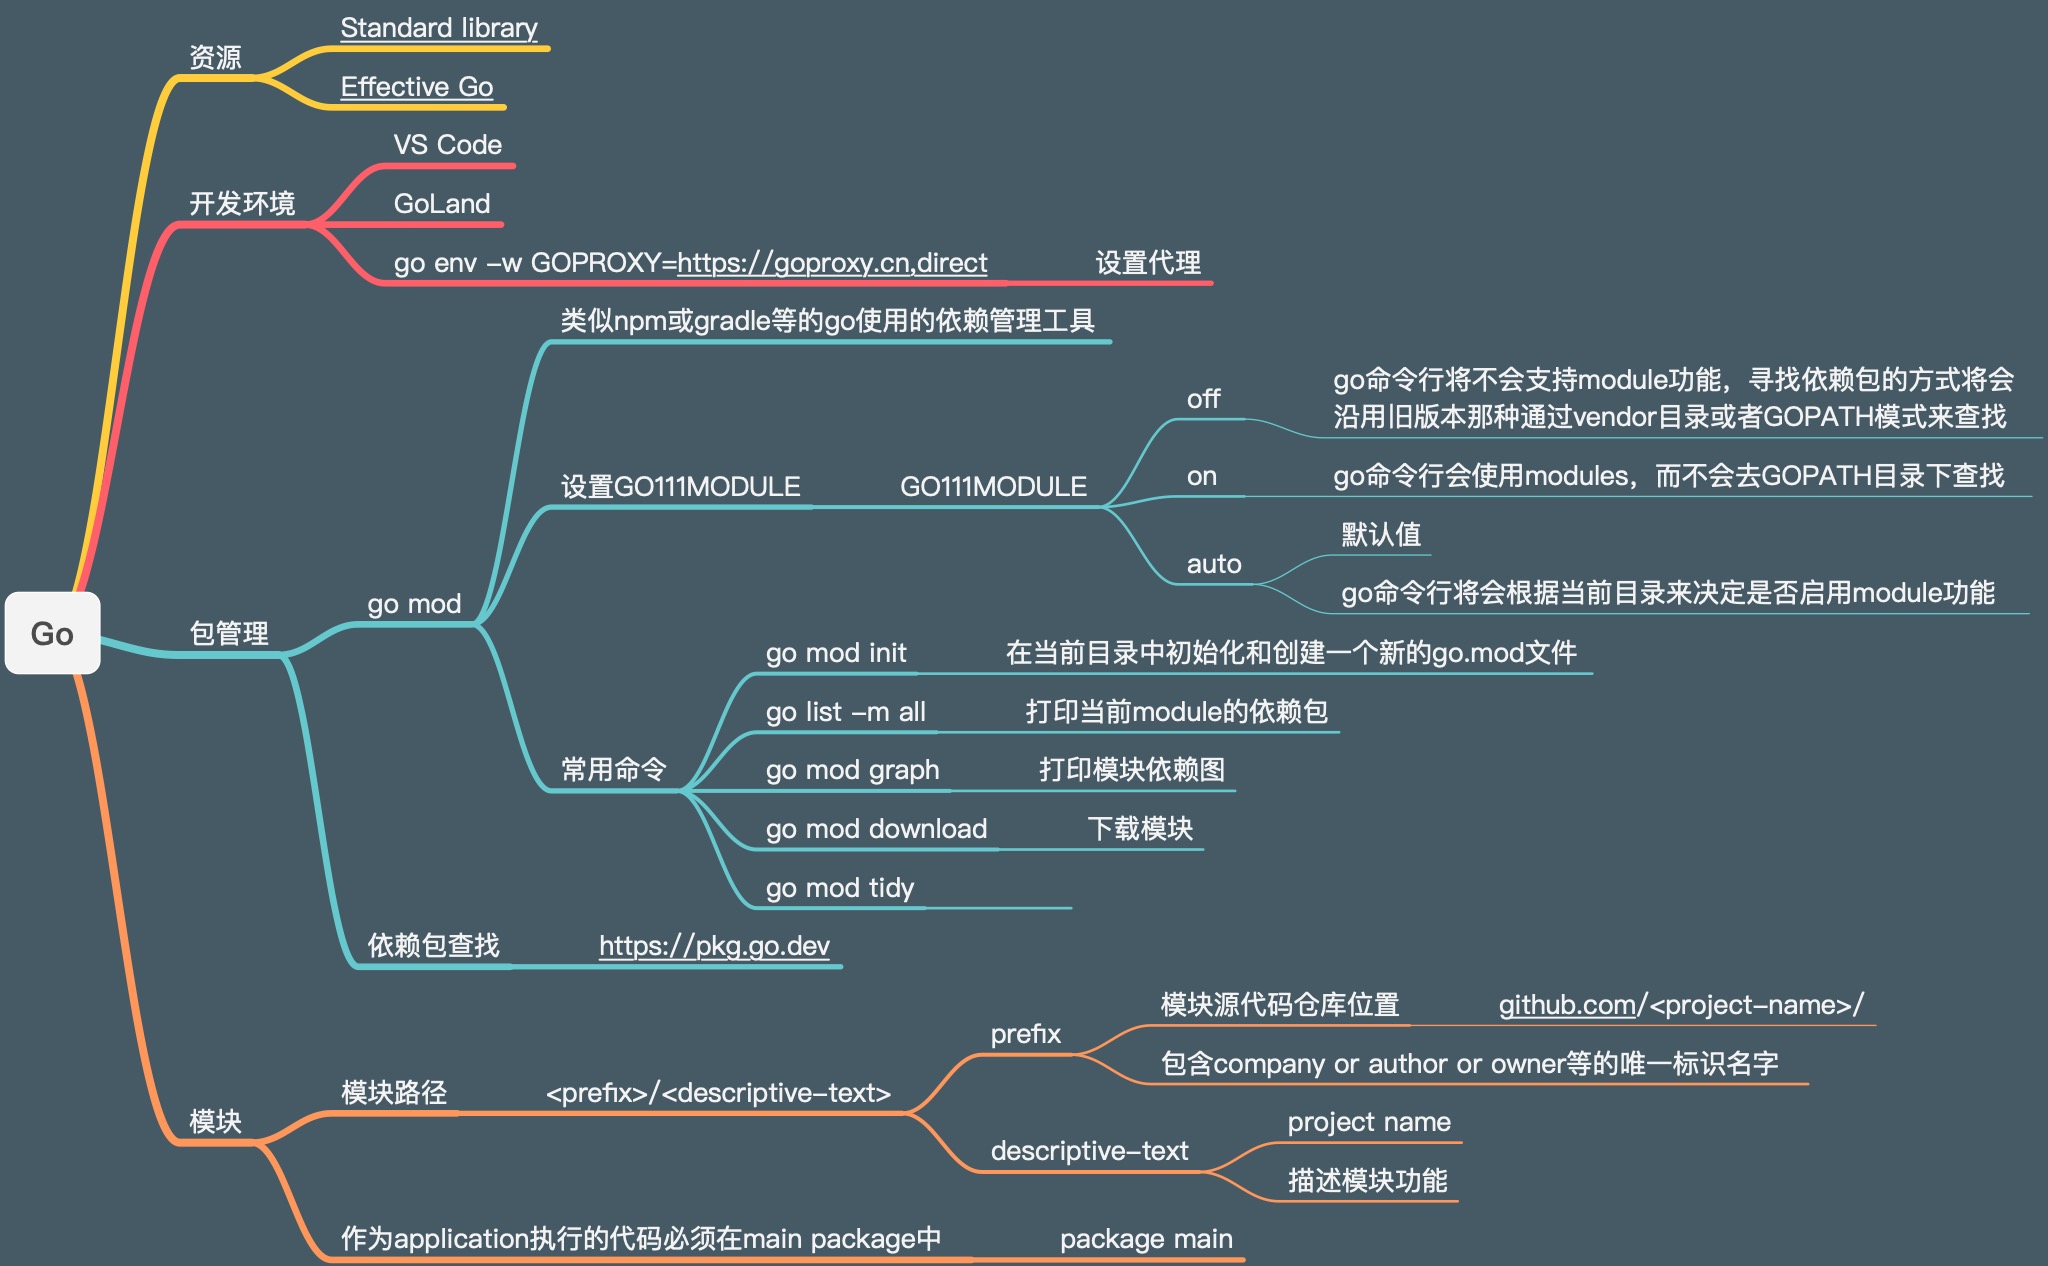 Go
资源
Standard library
Effective Go
开发环境
VS Code
GoLand
go env -w GOPROXY=https://goproxy.cn,direct
设置代理
包管理
go mod
类似npm或gradle等的go使用的依赖管理工具
设置GO111MODULE
GO111MODULE
off
go命令行将不会支持module功能，寻找依赖包的方式将会
沿用旧版本那种通过vendor目录或者GOPATH模式来查找
on
go命令行会使用modules，而不会去GOPATH目录下查找
auto
默认值
go命令行将会根据当前目录来决定是否启用module功能
常用命令
go mod init
在当前目录中初始化和创建一个新的go.mod文件
go list -m all
打印当前module的依赖包
go mod graph
打印模块依赖图
go mod download
下载模块
go mod tidy
依赖包查找
https://pkg.go.dev
模块
模块路径
<prefix>/<descriptive-text>
prefix
模块源代码仓库位置
github.com/<project-name>/
包含company or author or owner等的唯一标识名字
descriptive-text
project name
描述模块功能
作为application执行的代码必须在main package中
package main